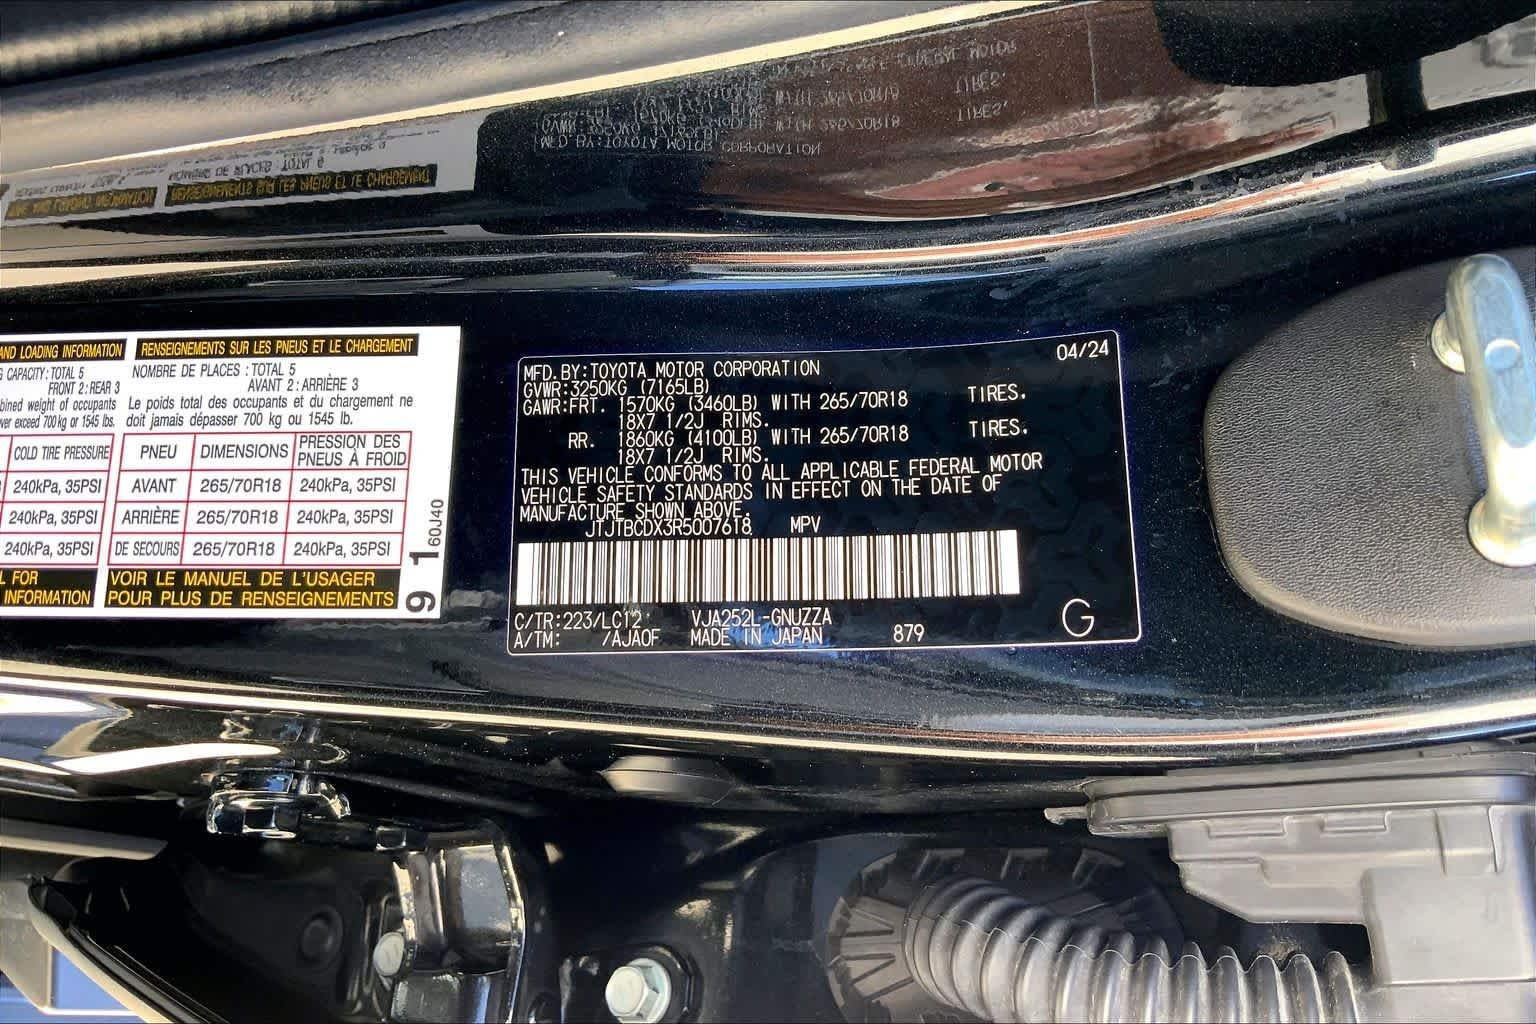 AND LOADING INFORMATION
CAPACITY: TOTAL 5
FRONT 2: REAR 3
bined weight of occupants
ver exceed 700 kg or 1545 lbs.
COLD TIRE PRESSURE
240kPa, 35PSI
240kPa, 35PSI
240kPa, 35PSI
FOR
INFORMATION
RENSEIGNEMENTS SUR LES PNEUS ET LE CHARGEMENT
NOMBRE DE PLACES : TOTAL 5
AVANT 2 : ARRIÈRE 3
Le poids total des occupants et du chargement ne
doit jamais dépasser 700 kg ou 1545 lb.
PNEU DIMENSIONS PRESSION DES PNEUS À FROID
AVANT 265/70R18 240kPa, 35PSI
ARRIÈRE 265/70R18 240kPa, 35PSI
DE SECOURS 265/70R18 240kPa, 35PSI
VOIR LE MANUEL DE L'USAGER
POUR PLUS DE RENSEIGNEMENTS
91 60J40
04/24
MFD. BY: TOYOTA MOTOR CORPORATION
GVWR: 3250KG (7165LB)
GAWR: FRT. 1570KG (3460LB) WITH 265/70R18 TIRES.
18X7 1/2J RIMS.
RR. 1860KG (4100LB) WITH 265/70R18 TIRES.
18X7 1/2J RIMS.
THIS VEHICLE CONFORMS TO ALL APPLICABLE FEDERAL MOTOR
VEHICLE SAFETY STANDARDS IN EFFECT ON THE DATE OF
MANUFACTURE SHOWN ABOVE.
JTJTBCDX3R5007618 MPV
C/TR: 223/LC12 VJA252L-GNUZZA
A/TM: /AJA0F MADE IN JAPAN 879
G